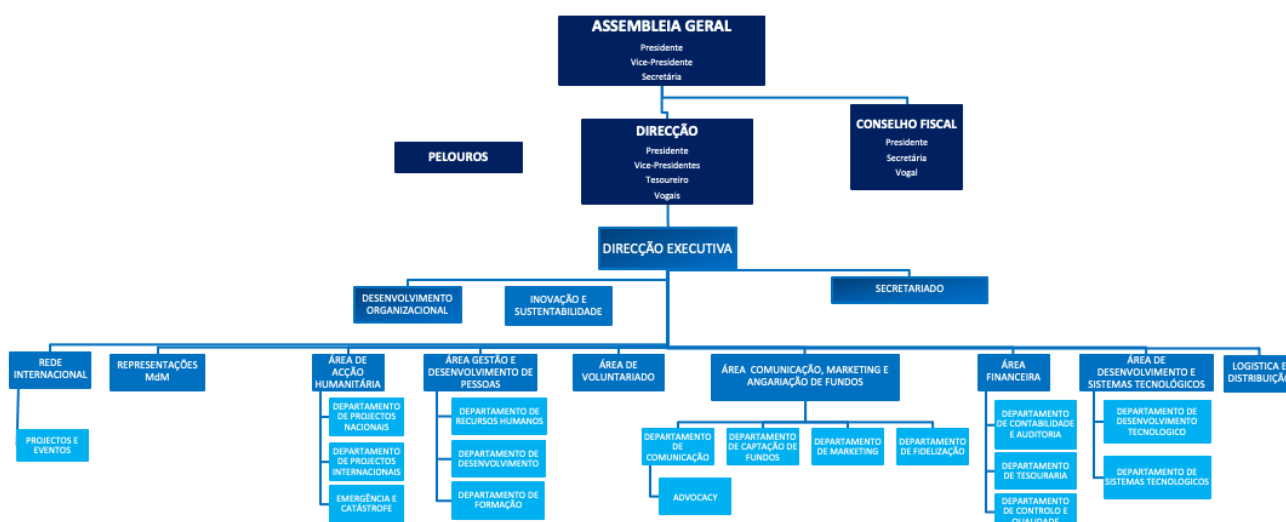 ASSEMBLEIA GERAL
Presidente
Vice-Presidente
Secretária
DIRECÇÃO
Presidente
Vice-Presidentes
Tesoureiro
Vogais
CONSELHO FISCAL
Presidente
Secretária
Vogal
PELOUROS
DIRECÇÃO EXECUTIVA
DESENVOLVIMENTO
ORGANIZACIONAL
INOVAÇÃO E
SUSTENTABILIDADE
SECRETARIADO
REDE
INTERNACIONAL
REPRESENTAÇÕES
MdM
ÁREA DE
ACÇÃO
HUMANITÁRIA
ÁREA GESTÃO E
DESENVOLVIMENTO DE
PESSOAS
ÁREA DE
VOLUNTARIADO
ÁREA COMUNICAÇÃO, MARKETING E
ANGARIAÇÃO DE FUNDOS
ÁREA
FINANCEIRA
ÁREA DE
DESENVOLVIMENTO E
SISTEMAS TECNOLÓGICOS
LOGISTICA E
DISTRIBUIÇÃO
PROJECTOS E
EVENTOS
DEPARTAMENTO
DE PROJECTOS
NACIONAIS
DEPARTAMENTO
DE PROJECTOS
INTERNACIONAIS
EMERGÊNCIA E
CATÁSTROFE
DEPARTAMENTO DE
RECURSOS HUMANOS
DEPARTAMENTO
DE DESENVOLVIMENTO
DEPARTAMENTO DE
FORMAÇÃO
DEPARTAMENTO
DE
COMUNICAÇÃO
ADVOCACY
DEPARTAMENTO
DE CAPTAÇÃO DE
FUNDOS
DEPARTAMENTO
DE MARKETING
DEPARTAMENTO
DE FIDELIZAÇÃO
DEPARTAMENTO
DE CONTABILIDADE
E AUDITORIA
DEPARTAMENTO
DE TESOURARIA
DEPARTAMENTO
DE CONTROLO E
QUALIDADE
DEPARTAMENTO DE
DESENVOLVIMENTO
TECNOLOGICO
DEPARTAMENTO DE
SISTEMAS TECNOLOGICOS